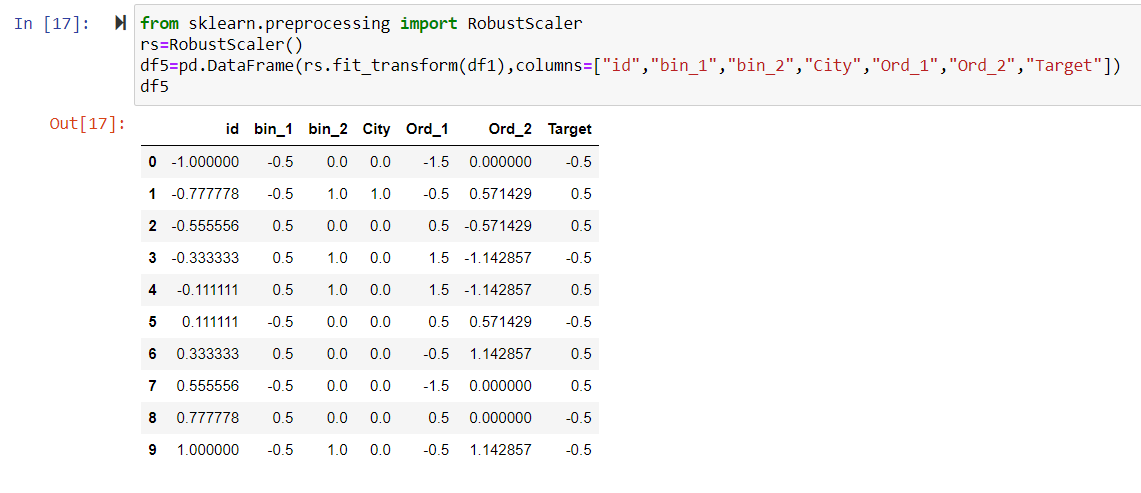 In [17]: from sklearn.preprocessing import RobustScaler
rs=RobustScaler()
df5=pd.DataFrame(rs.fit_transform(df1),columns=["id","bin_1","bin_2","City","Ord_1","Ord_2","Target"])
df5
Out[17]:
id bin_1 bin_2 City Ord_1 Ord_2 Target
0 -1.000000 -0.5 0.0 0.0 -1.5 0.000000 -0.5
1 -0.777778 -0.5 1.0 1.0 -0.5 0.571429 0.5
2 -0.555556 0.5 0.0 0.0 0.5 -0.571429 0.5
3 -0.333333 0.5 1.0 0.0 1.5 -1.142857 -0.5
4 -0.111111 0.5 1.0 0.0 1.5 -1.142857 0.5
5 0.111111 -0.5 0.0 0.0 0.5 0.571429 -0.5
6 0.333333 0.5 0.0 0.0 -0.5 1.142857 0.5
7 0.555556 -0.5 0.0 0.0 -1.5 0.000000 0.5
8 0.777778 0.5 0.0 0.0 0.5 0.000000 -0.5
9 1.000000 -0.5 1.0 0.0 -0.5 1.142857 -0.5